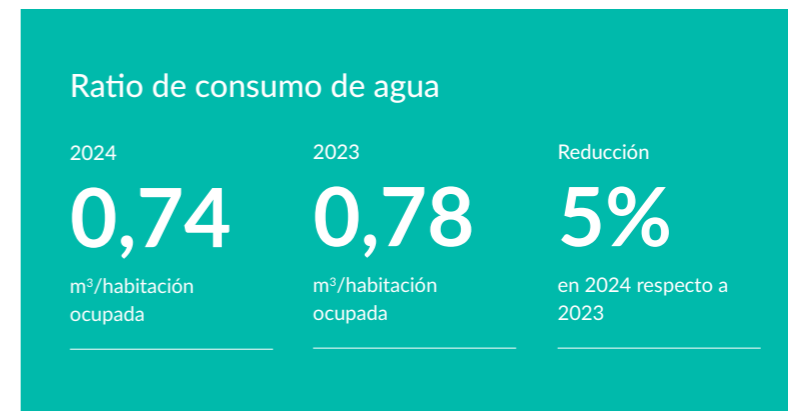 Ratio de consumo de agua
2024
0,74
m³/habitación
ocupada
2023
0,78
m³/habitación
ocupada
Reducción
5%
en 2024 respecto a
2023